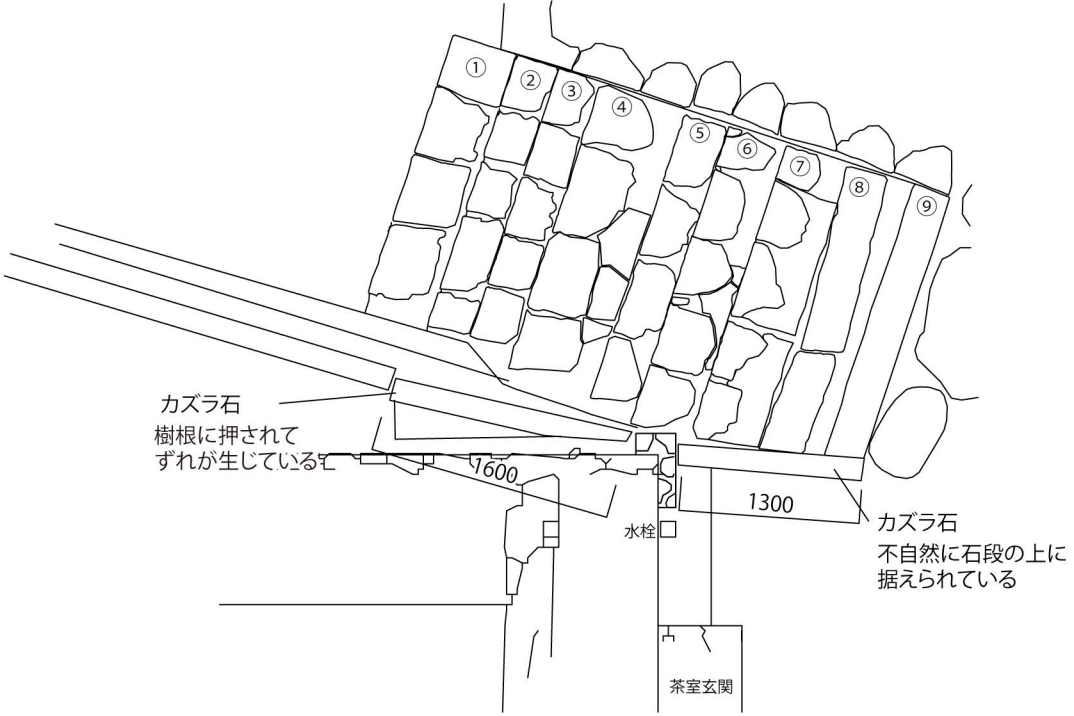 ①
②
③
④
⑤
⑥
⑦
⑧
⑨
カズラ石
樹根に押されて
ずれが生じている
1600
1300
水栓
カズラ石
不自然に石段の上に
据えられている
茶室玄関